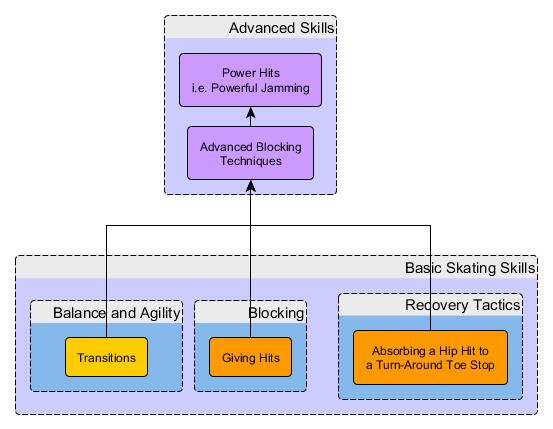 Advanced Skills
Power Hits
i.e. Powerful Jamming
Advanced Blocking
Techniques
Basic Skating Skills
Balance and Agility
Transitions
Blocking
Giving Hits
Recovery Tactics
Absorbing a Hip Hit to
a Turn-Around Toe Stop